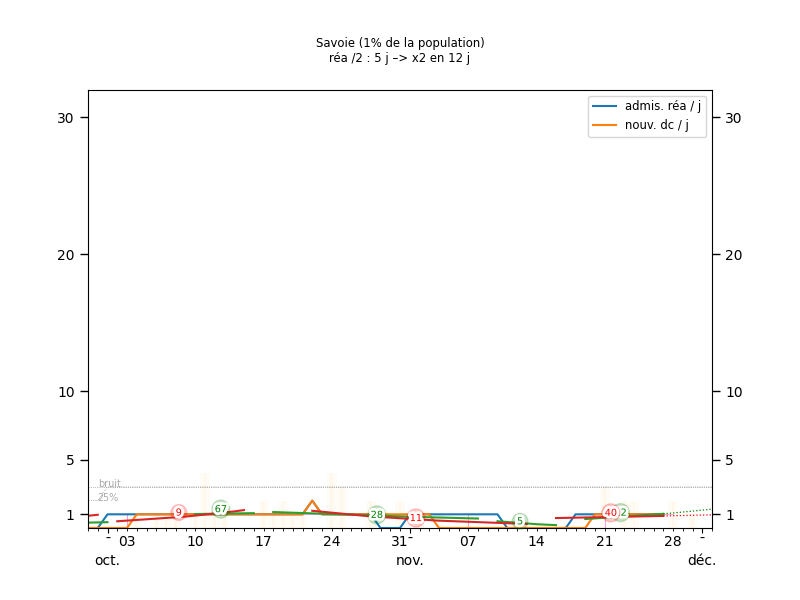 Savoie (1% de la population)
réa /2 : 5 j –> x2 en 12 j
admis. réa / j
nouv. dc / j
30 30
20 20
10 10
5 5
bruit
25%
9 67 28 11 5 40
1 1
- 03 10 17 24 31- 07 14 21 28 -
oct. nov. déc.